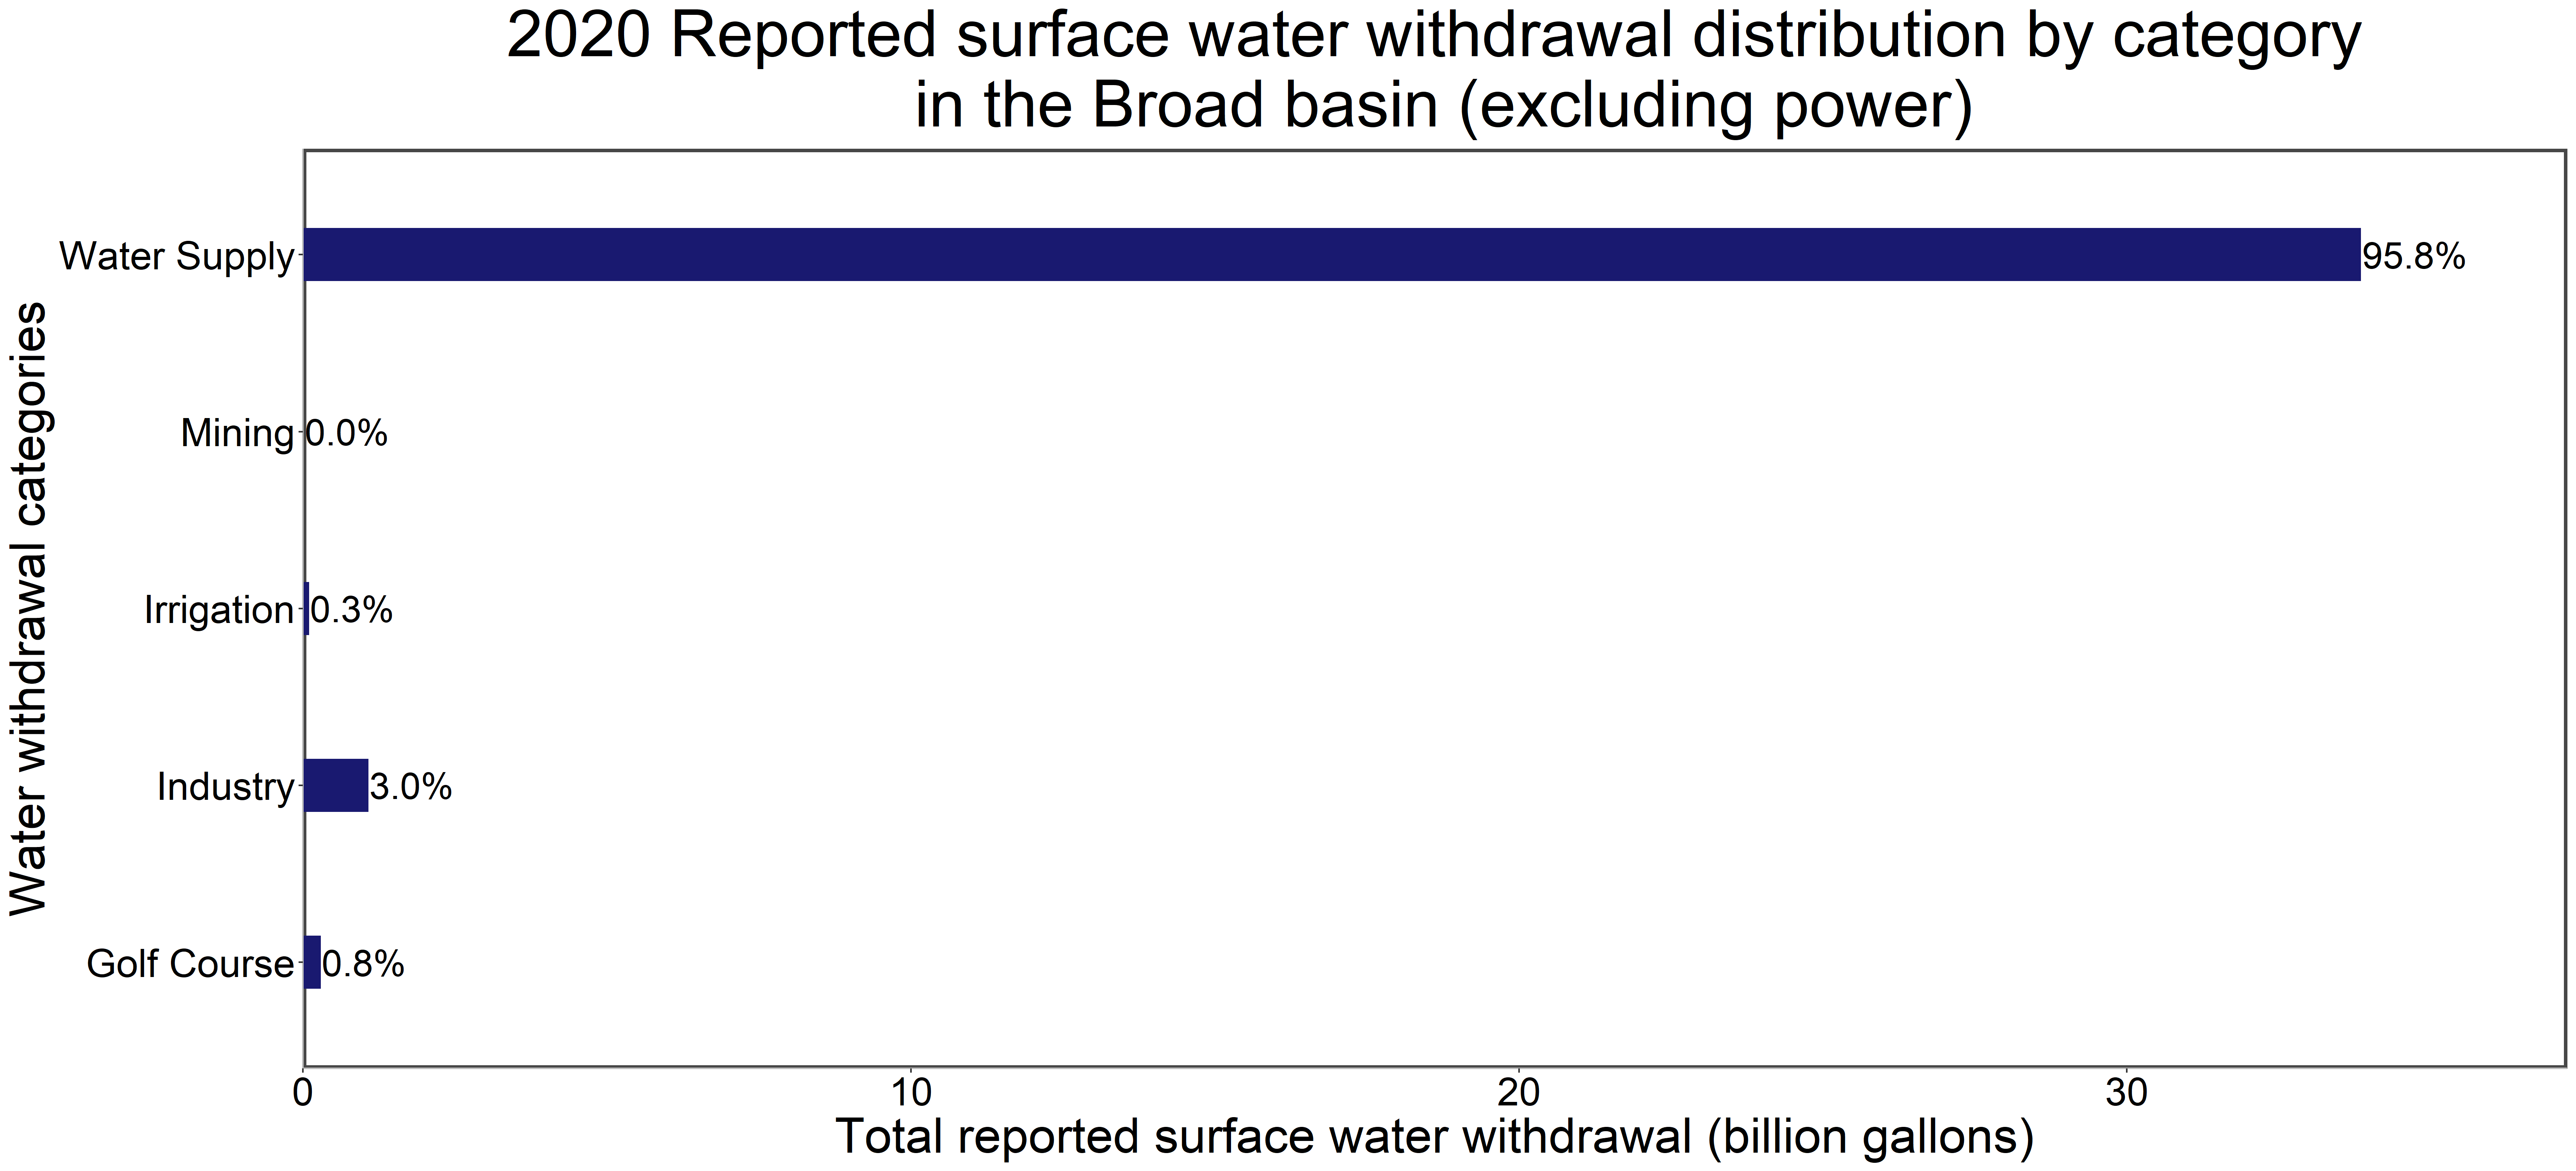 2020 Reported surface water withdrawal distribution by category
in the Broad basin (excluding power)
Water withdrawal categories
Water Supply 95.8%
Mining 0.0%
Irrigation 0.3%
Industry 3.0%
Golf Course 0.8%
0 10 20 30
Total reported surface water withdrawal (billion gallons)